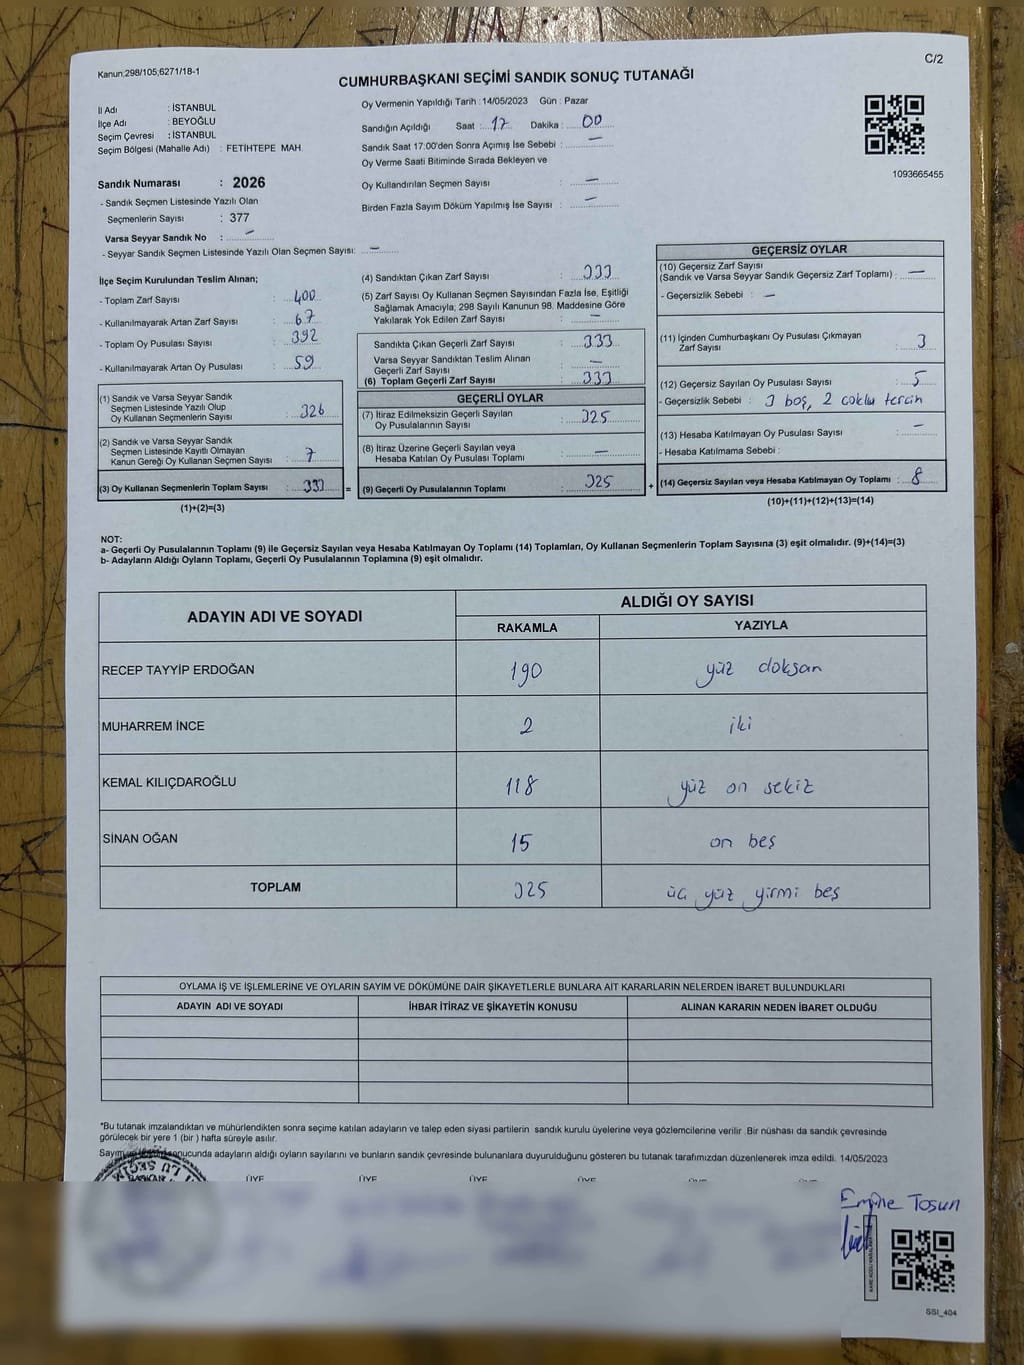 Kanun;298/105,6271/18-1
C/2
CUMHURBAŞKANI SEÇİMİ SANDIK SONUÇ TUTANAĞI
İl Adı : İSTANBUL
İlçe Adı : BEYOĞLU
Seçim Çevresi : İSTANBUL
Seçim Bölgesi (Mahalle Adı) : FETİHTEPE MAH.
Oy Vermenin Yapıldığı Tarih : 14/05/2023 Gün : Pazar
Sandığın Açıldığı Saat : 17 Dakika : 00
Sandık Saat 17:00'den Sonra Açımış İse Sebebi : —
Oy Verme Saati Bitiminde Sırada Bekleyen ve
Oy Kullandırılan Seçmen Sayısı : —
Birden Fazla Sayım Döküm Yapılmış İse Sayısı : —
1093665455
Sandık Numarası : 2026
- Sandık Seçmen Listesinde Yazılı Olan
Seçmenlerin Sayısı : 377
Varsa Seyyar Sandık No : —
- Seyyar Sandık Seçmen Listesinde Yazılı Olan Seçmen Sayısı: —
İlçe Seçim Kurulundan Teslim Alınan;
- Toplam Zarf Sayısı : 400
- Kullanılmayarak Artan Zarf Sayısı : 67
- Toplam Oy Pusulası Sayısı : 392
- Kullanılmayarak Artan Oy Pusulası : 59
(1) Sandık ve Varsa Seyyar Sandık
Seçmen Listesinde Yazılı Olup
Oy Kullanan Seçmenlerin Sayısı : 326
(2) Sandık ve Varsa Seyyar Sandık
Seçmen Listesinde Kayıtlı Olmayan
Kanun Gereği Oy Kullanan Seçmen Sayısı : 7
(3) Oy Kullanan Seçmenlerin Toplam Sayısı : 333 =
(1)+(2)=(3)
(4) Sandıktan Çıkan Zarf Sayısı : 333
(5) Zarf Sayısı Oy Kullanan Seçmen Sayısından Fazla İse, Eşitliği
Sağlamak Amacıyla; 298 Sayılı Kanunun 98. Maddesine Göre
Yakılarak Yok Edilen Zarf Sayısı : —
Sandıkta Çıkan Geçerli Zarf Sayısı : 333
Varsa Seyyar Sandıktan Teslim Alınan
Geçerli Zarf Sayısı : —
(6) Toplam Geçerli Zarf Sayısı : 333
GEÇERLİ OYLAR
(7) İtiraz Edilmeksizin Geçerli Sayılan
Oy Pusulalarının Sayısı : 325
(8) İtiraz Üzerine Geçerli Sayılan veya
Hesaba Katılan Oy Pusulası Toplamı : —
(9) Geçerli Oy Pusulalarının Toplamı : 325 +
GEÇERSİZ OYLAR
(10) Geçersiz Zarf Sayısı
(Sandık ve Varsa Seyyar Sandık Geçersiz Zarf Toplamı) : —
- Geçersizlik Sebebi : —
(11) İçinden Cumhurbaşkanı Oy Pusulası Çıkmayan
Zarf Sayısı : 3
(12) Geçersiz Sayılan Oy Pusulası Sayısı : 5
- Geçersizlik Sebebi : 3 boş, 2 çoklu tercih
(13) Hesaba Katılmayan Oy Pusulası Sayısı : —
- Hesaba Katılmama Sebebi :
(14) Geçersiz Sayılan veya Hesaba Katılmayan Oy Toplamı : 8
(10)+(11)+(12)+(13)=(14)
NOT:
a- Geçerli Oy Pusulalarının Toplamı (9) ile Geçersiz Sayılan veya Hesaba Katılmayan Oy Toplamı (14) Toplamları, Oy Kullanan Seçmenlerin Toplam Sayısına (3) eşit olmalıdır. (9)+(14)=(3)
b- Adayların Aldığı Oyların Toplamı, Geçerli Oy Pusulalarının Toplamına (9) eşit olmalıdır.
ADAYIN ADI VE SOYADI
ALDIĞI OY SAYISI
RAKAMLA YAZIYLA
RECEP TAYYİP ERDOĞAN 190 yüz doksan
MUHARREM İNCE 2 iki
KEMAL KILIÇDAROĞLU 118 yüz on sekiz
SİNAN OĞAN 15 on beş
TOPLAM 325 üç yüz yirmi beş
OYLAMA İŞ VE İŞLEMLERİNE VE OYLARIN SAYIM VE DÖKÜMÜNE DAİR ŞİKAYETLERLE BUNLARA AİT KARARLARIN NELERDEN İBARET BULUNDUKLARI
ADAYIN ADI VE SOYADI İHBAR İTİRAZ VE ŞİKAYETİN KONUSU ALINAN KARARIN NEDEN İBARET OLDUĞU
*Bu tutanak imzalandıktan ve mühürlendikten sonra seçime katılan adayların ve talep eden siyasi partilerin sandık kurulu üyelerine veya gözlemcilerine verilir .Bir nüshası da sandık çevresinde
görülecek bir yere 1 (bir ) hafta süreyle asılır.
sonucunda adayların aldığı oyların sayılarını ve bunların sandık çevresinde bulunanlara duyurulduğunu gösteren bu tutanak tarafımızdan düzenlenerek imza edildi. 14/05/2023
ÜYE ÜYE ÜYE ÜYE
Emine Tosun
SSI_404